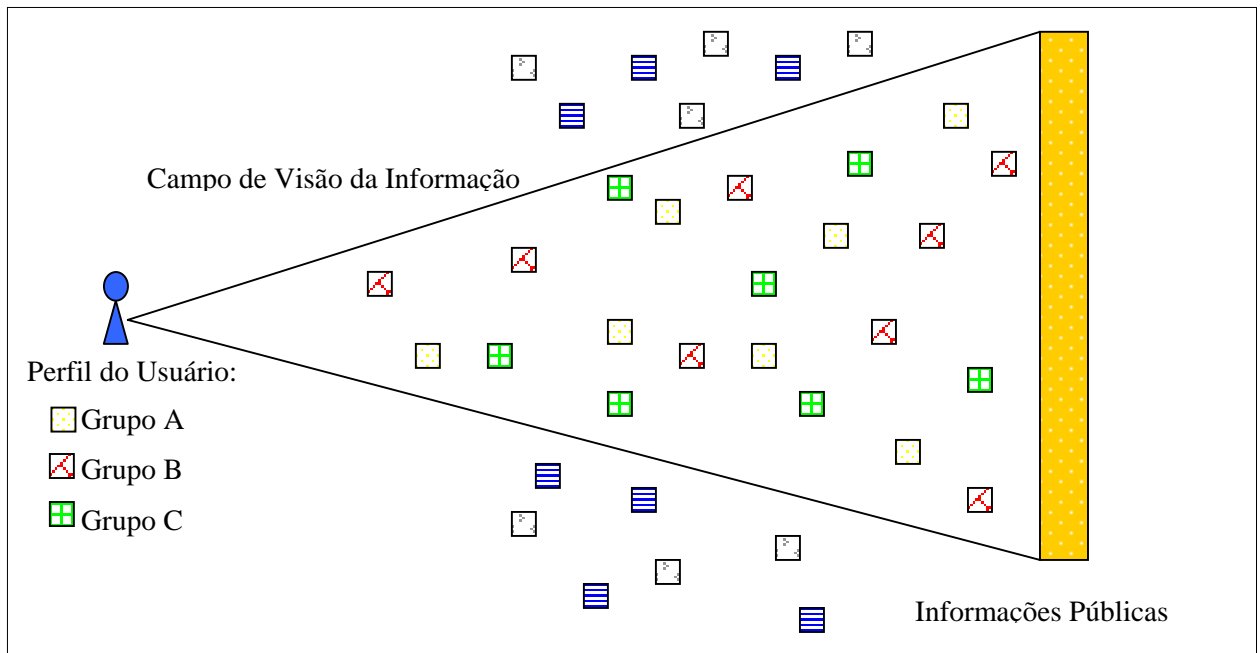 Campo de Visão da Informação
Perfil do Usuário:
Grupo A
Grupo B
Grupo C
Informações Públicas